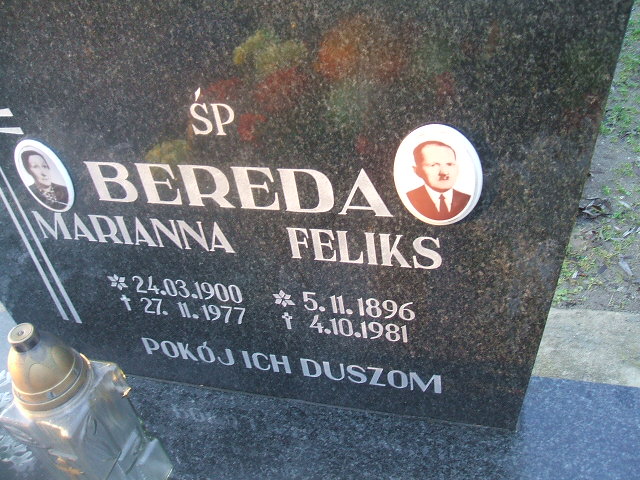 ŚP
BEREDA
MARIANNA FELIKS
24.03.1900 5.11.1896
27.11.1977 4.10.1981
POKÓJ ICH DUSZOM